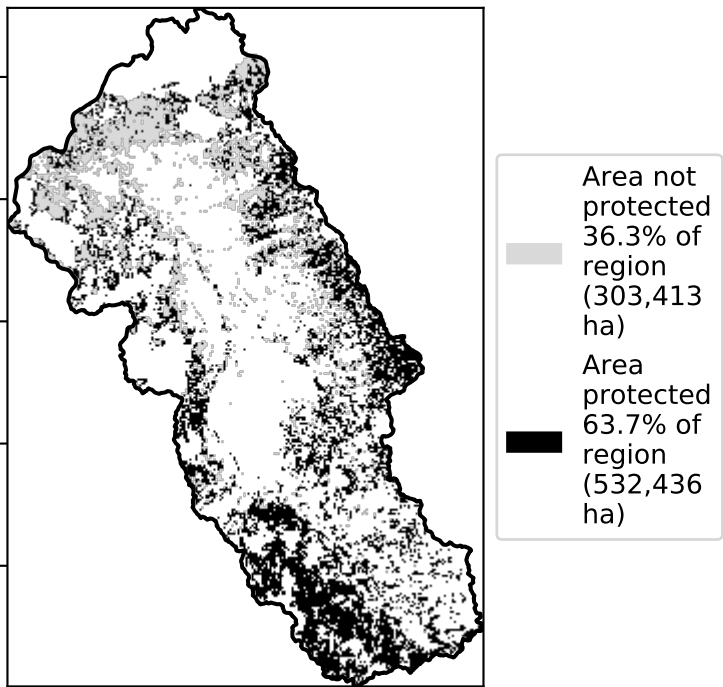 Area not
protected
36.3% of
region
(303,413
ha)
Area
protected
63.7% of
region
(532,436
ha)